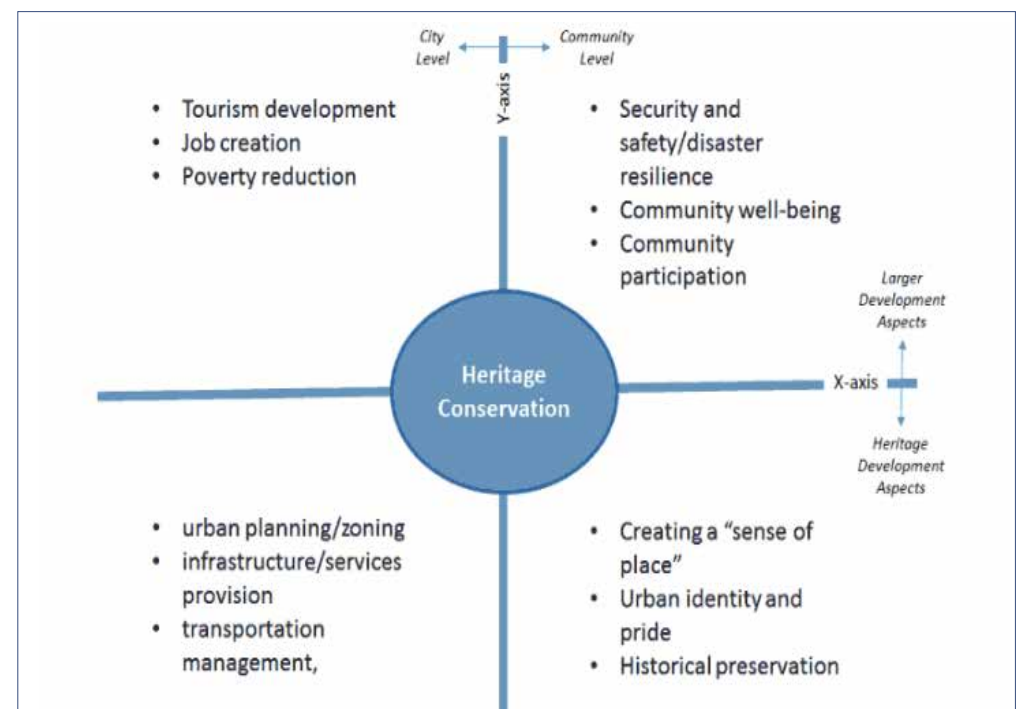 City
Level
Community
Level
Y-axis
• Tourism development
• Job creation
• Poverty reduction
• Security and
safety/disaster
resilience
• Community well-being
• Community
participation
Larger
Development
Aspects
Heritage
Conservation
X-axis
Heritage
Development
Aspects
• urban planning/zoning
• infrastructure/services
provision
• transportation
management,
• Creating a “sense of
place”
• Urban identity and
pride
• Historical preservation